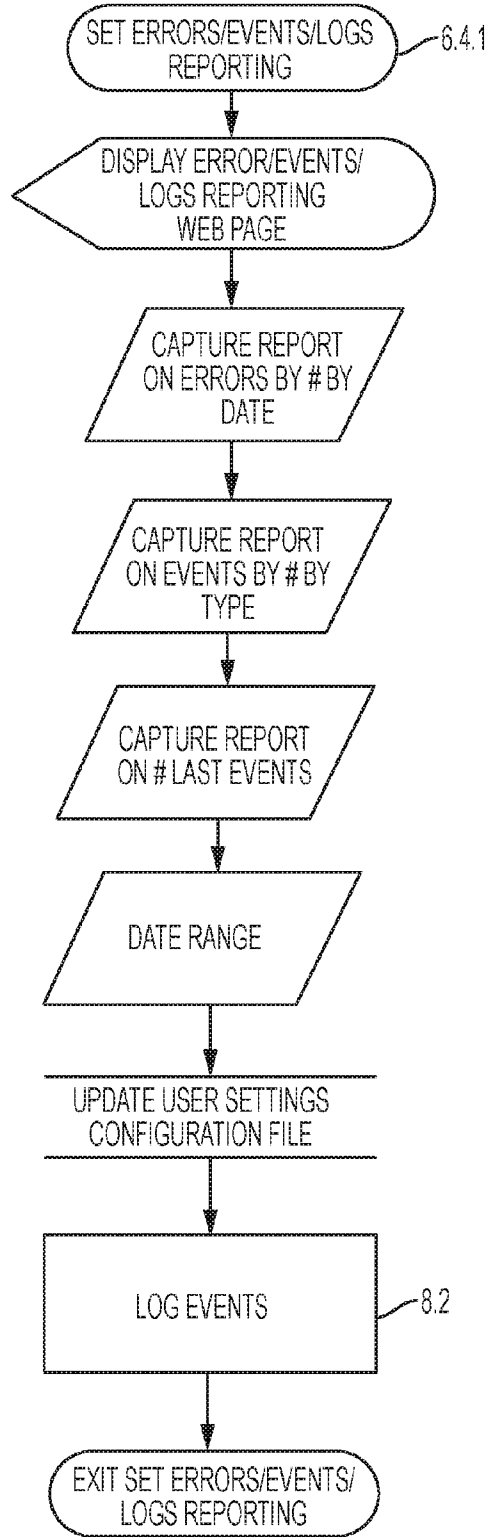 SET ERRORS/EVENTS/LOGS
REPORTING
6.4.1
DISPLAY ERROR/EVENTS/
LOGS REPORTING
WEB PAGE
CAPTURE REPORT
ON ERRORS BY # BY
DATE
CAPTURE REPORT
ON EVENTS BY # BY
TYPE
CAPTURE REPORT
ON # LAST EVENTS
DATE RANGE
UPDATE USER SETTINGS
CONFIGURATION FILE
LOG EVENTS
8.2
EXIT SET ERRORS/EVENTS/
LOGS REPORTING